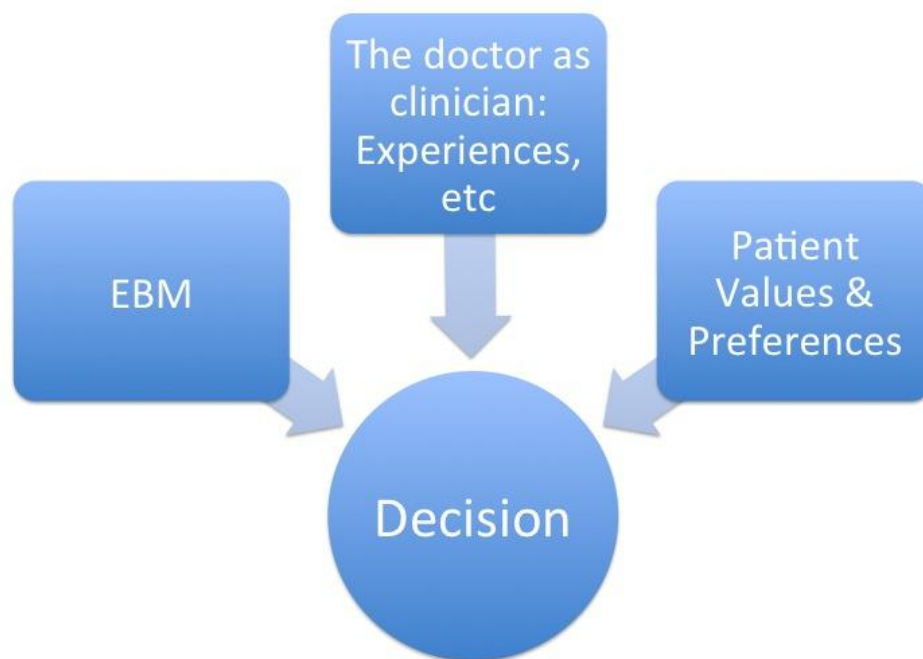 The doctor as
clinician:
Experiences,
etc
EBM
Patient
Values &
Preferences
Decision